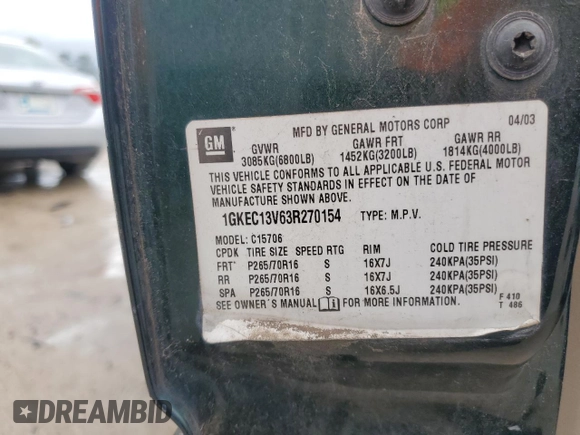 MFD BY GENERAL MOTORS CORP 04/03
GM
GVWR GAWR FRT GAWR RR
3085KG(6800LB) 1452KG(3200LB) 1814KG(4000LB)
THIS VEHICLE CONFORMS TO ALL APPLICABLE U.S. FEDERAL MOTOR
VEHICLE SAFETY STANDARDS IN EFFECT ON THE DATE OF
MANUFACTURE SHOWN ABOVE.
1GKEC13V63R270154 TYPE: M.P.V.
MODEL: C15706
CPDK TIRE SIZE SPEED RTG RIM COLD TIRE PRESSURE
FRT P265/70R16 S 16X7J 240KPA(35PSI)
RR P265/70R16 S 16X7J 240KPA(35PSI)
SPA P265/70R16 S 16X6.5J 240KPA(35PSI)
SEE OWNER'S MANUAL FOR MORE INFORMATION.
F 410
T 486
DREAMBID